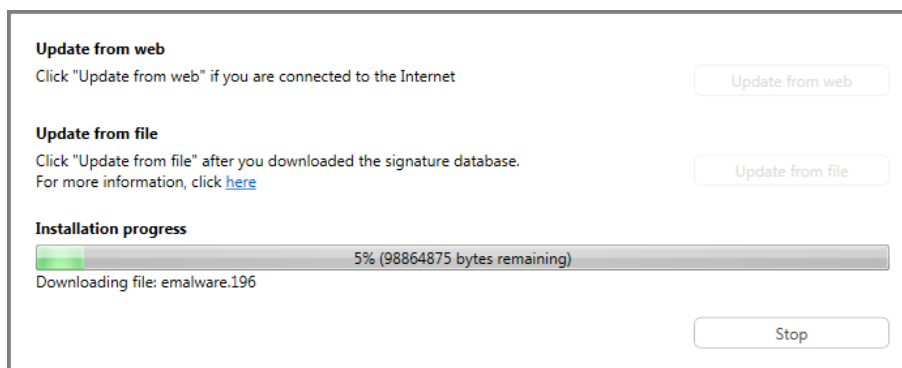 Update from web
Click "Update from web" if you are connected to the Internet
Update from web
Update from file
Click "Update from file" after you downloaded the signature database.
For more information, click here
Update from file
Installation progress
5% (98864875 bytes remaining)
Downloading file: emalware.196
Stop